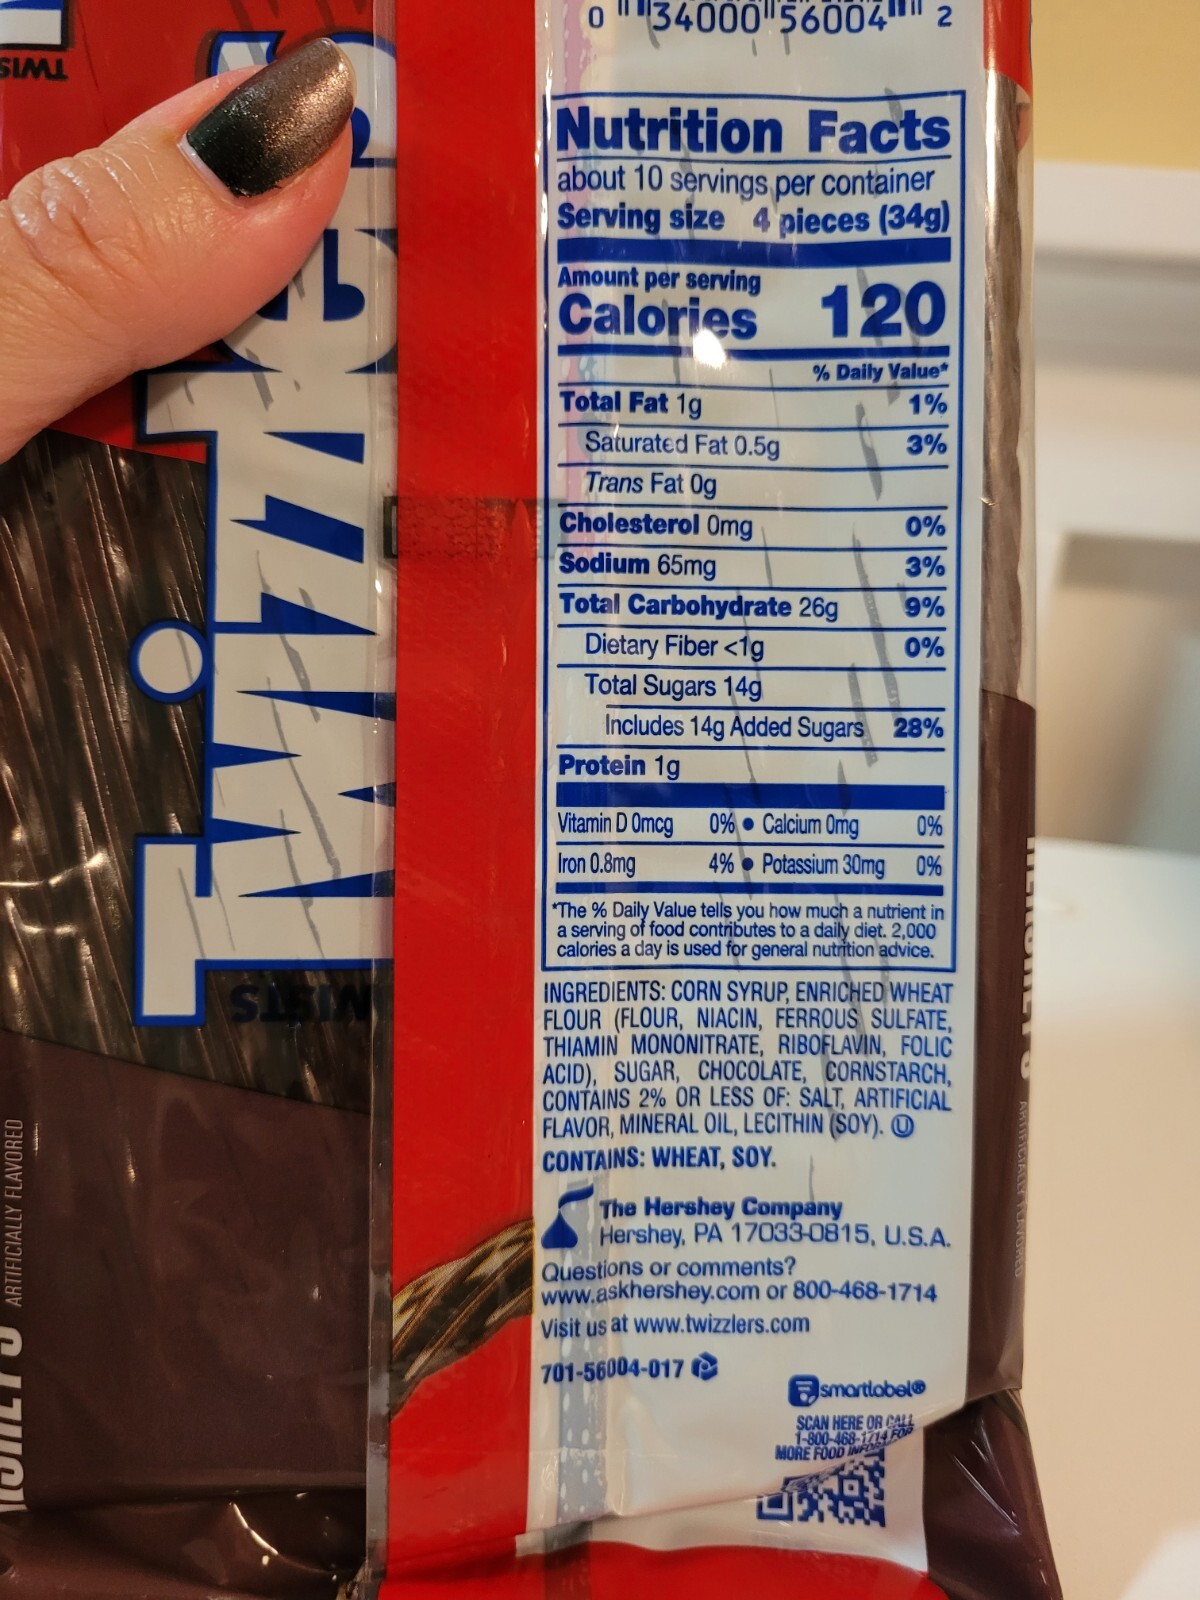 0 34000 56004 2
Nutrition Facts
about 10 servings per container
Serving size 4 pieces (34g)
Amount per serving
Calories 120
% Daily Value*
Total Fat 1g 1%
Saturated Fat 0.5g 3%
Trans Fat 0g
Cholesterol 0mg 0%
Sodium 65mg 3%
Total Carbohydrate 26g 9%
Dietary Fiber <1g 0%
Total Sugars 14g
Includes 14g Added Sugars 28%
Protein 1g
Vitamin D 0mcg 0% • Calcium 0mg 0%
Iron 0.8mg 4% • Potassium 30mg 0%
*The % Daily Value tells you how much a nutrient in
a serving of food contributes to a daily diet. 2,000
calories a day is used for general nutrition advice.
INGREDIENTS: CORN SYRUP, ENRICHED WHEAT
FLOUR (FLOUR, NIACIN, FERROUS SULFATE,
THIAMIN MONONITRATE, RIBOFLAVIN, FOLIC
ACID), SUGAR, CHOCOLATE, CORNSTARCH,
CONTAINS 2% OR LESS OF: SALT, ARTIFICIAL
FLAVOR, MINERAL OIL, LECITHIN (SOY). Ⓤ
CONTAINS: WHEAT, SOY.
The Hershey Company
Hershey, PA 17033-0815, U.S.A.
Questions or comments?
www.askhershey.com or 800-468-1714
Visit us at www.twizzlers.com
701-56004-017
smartlabel®
SCAN HERE OR CALL
1-800-468-1714 FOR
MORE FOOD
ARTIFICIALLY FLAVORED
HERSHEY'S ARTIFICIALLY FLAVORED